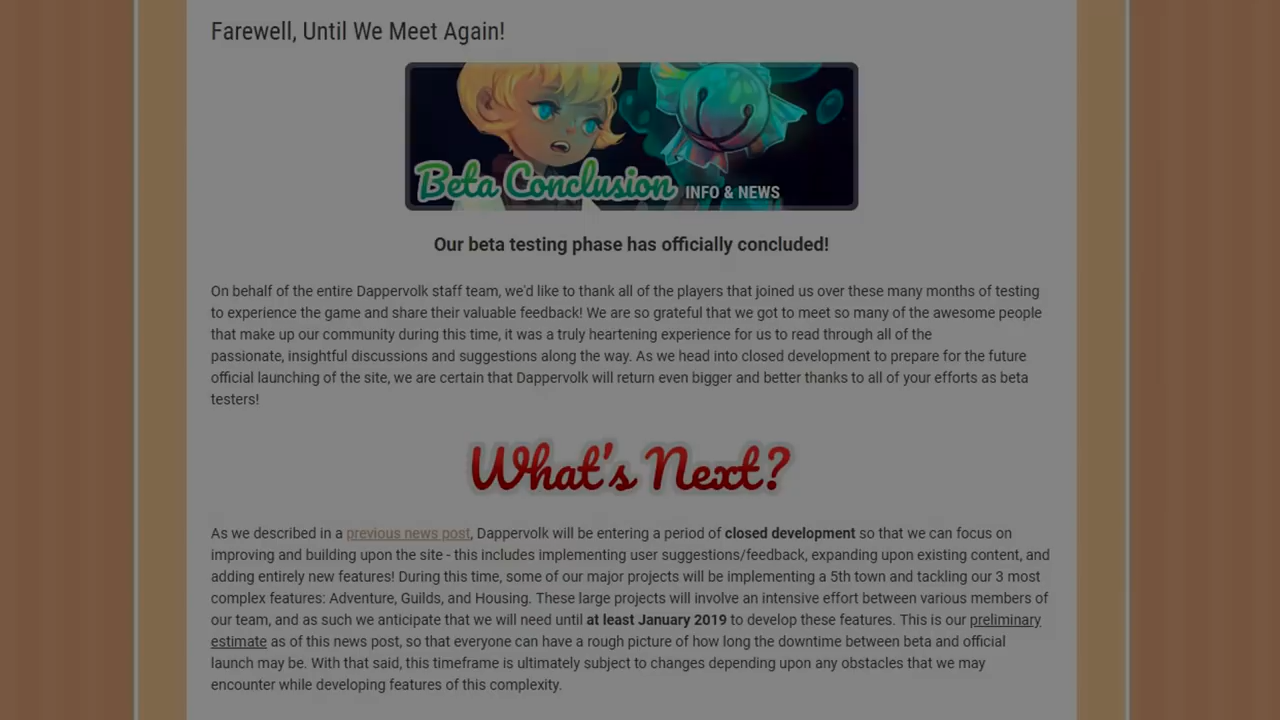 Farewell, Until We Meet Again!
Beta Conclusion INFO & NEWS
Our beta testing phase has officially concluded!
On behalf of the entire Dappervolk staff team, we'd like to thank all of the players that joined us over these many months of testing
to experience the game and share their valuable feedback! We are so grateful that we got to meet so many of the awesome people
that make up our community during this time, it was a truly heartening experience for us to read through all of the
passionate, insightful discussions and suggestions along the way. As we head into closed development to prepare for the future
official launching of the site, we are certain that Dappervolk will return even bigger and better thanks to all of your efforts as beta
testers!
What's Next?
As we described in a previous news post, Dappervolk will be entering a period of closed development so that we can focus on
improving and building upon the site - this includes implementing user suggestions/feedback, expanding upon existing content, and
adding entirely new features! During this time, some of our major projects will be implementing a 5th town and tackling our 3 most
complex features: Adventure, Guilds, and Housing. These large projects will involve an intensive effort between various members of
our team, and as such we anticipate that we will need until at least January 2019 to develop these features. This is our preliminary
estimate as of this news post, so that everyone can have a rough picture of how long the downtime between beta and official
launch may be. With that said, this timeframe is ultimately subject to changes depending upon any obstacles that we may
encounter while developing features of this complexity.